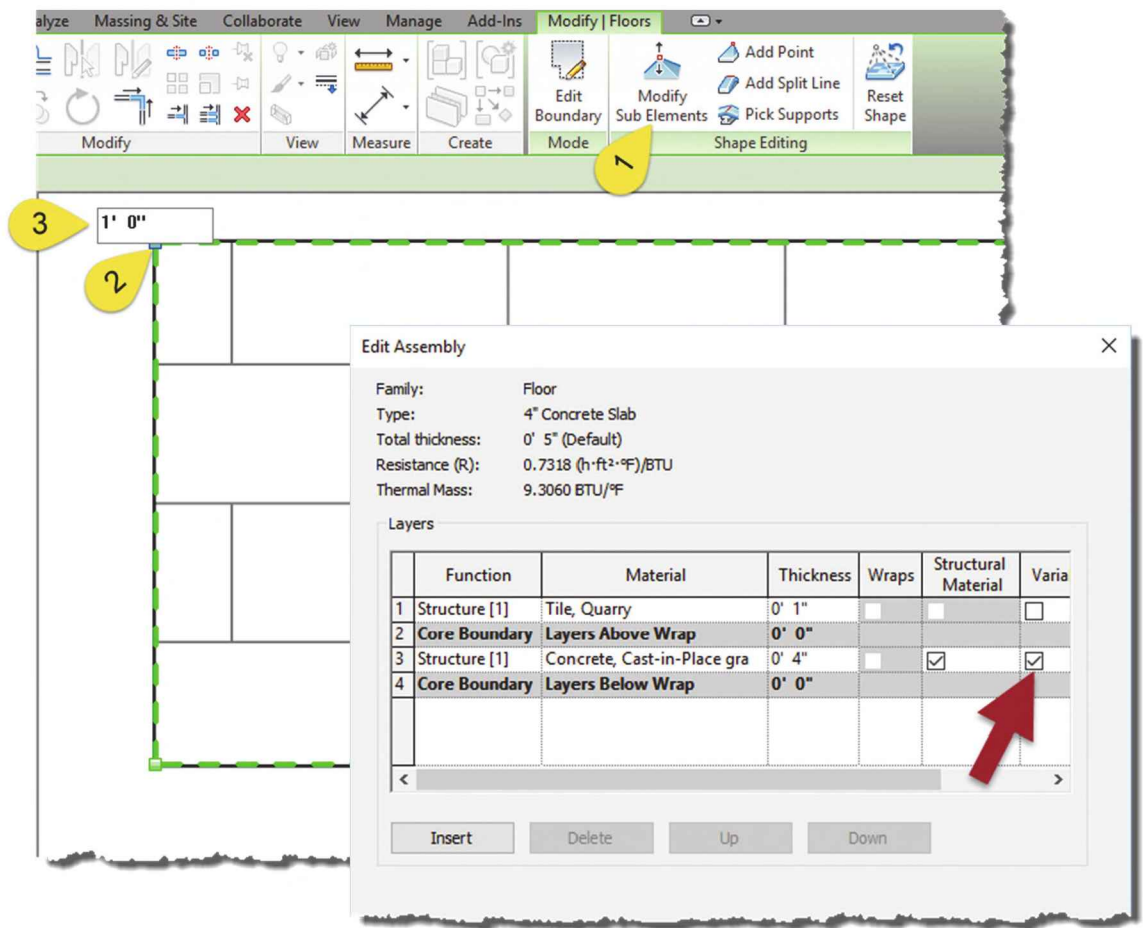 alyze Massing & Site Collaborate View Manage Add-Ins Modify | Floors
Edit Boundary
Modify Sub Elements
Add Point
Add Split Line
Pick Supports
Reset Shape
Modify View Measure Create Mode Shape Editing
1
3
1' 0"
2
Edit Assembly
Family: Floor
Type: 4" Concrete Slab
Total thickness: 0' 5" (Default)
Resistance (R): 0.7318 (h·ft²·°F)/BTU
Thermal Mass: 9.3060 BTU/°F
Layers
Function Material Thickness Wraps Structural Material Varia
1 Structure [1] Tile, Quarry 0' 1"
2 Core Boundary Layers Above Wrap 0' 0"
3 Structure [1] Concrete, Cast-in-Place gra 0' 4"
4 Core Boundary Layers Below Wrap 0' 0"
Insert Delete Up Down